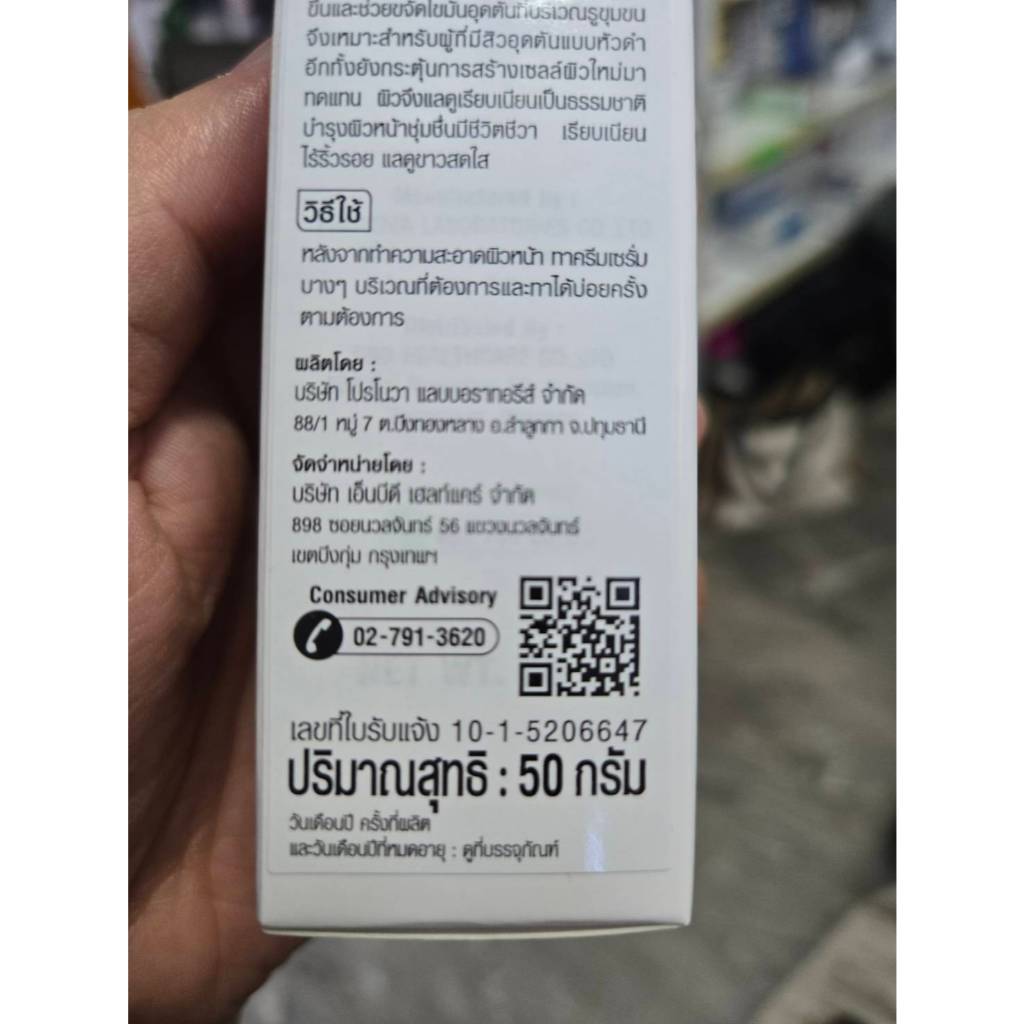 ขึ้นและช่วยขจัดไขมันอุดตันที่บริเวณรูขุมขน
จึงเหมาะสำหรับผู้ที่มีสิวอุดตันแบบหัวดำ
อีกทั้งยังกระตุ้นการสร้างเซลล์ผิวใหม่มา
ทดแทน ผิวจึงแลดูเรียบเนียนเป็นธรรมชาติ
บำรุงผิวหน้าชุ่มชื่นมีชีวิตชีวา เรียบเนียน
ไร้ริ้วรอย แลดูขาวสดใส
วิธีใช้
หลังจากทำความสะอาดผิวหน้า ทาครีมเซรั่ม
บางๆ บริเวณที่ต้องการและทาได้บ่อยครั้ง
ตามต้องการ
ผลิตโดย :
บริษัท โปรโนวา แลบบอราทอรีส์ จำกัด
88/1 หมู่ 7 ต.บึงทองหลาง อ.ลำลูกกา จ.ปทุมธานี
จัดจำหน่ายโดย :
บริษัท เอ็นบีดี เฮลท์แคร์ จำกัด
898 ซอยนวลจันทร์ 56 แขวงนวลจันทร์
เขตบึงกุ่ม กรุงเทพฯ
Consumer Advisory
02-791-3620
เลขที่ใบรับแจ้ง 10-1-5206647
ปริมาณสุทธิ : 50 กรัม
วันเดือนปี ครั้งที่ผลิต
และวันเดือนปีที่หมดอายุ : ดูที่บรรจุภัณฑ์